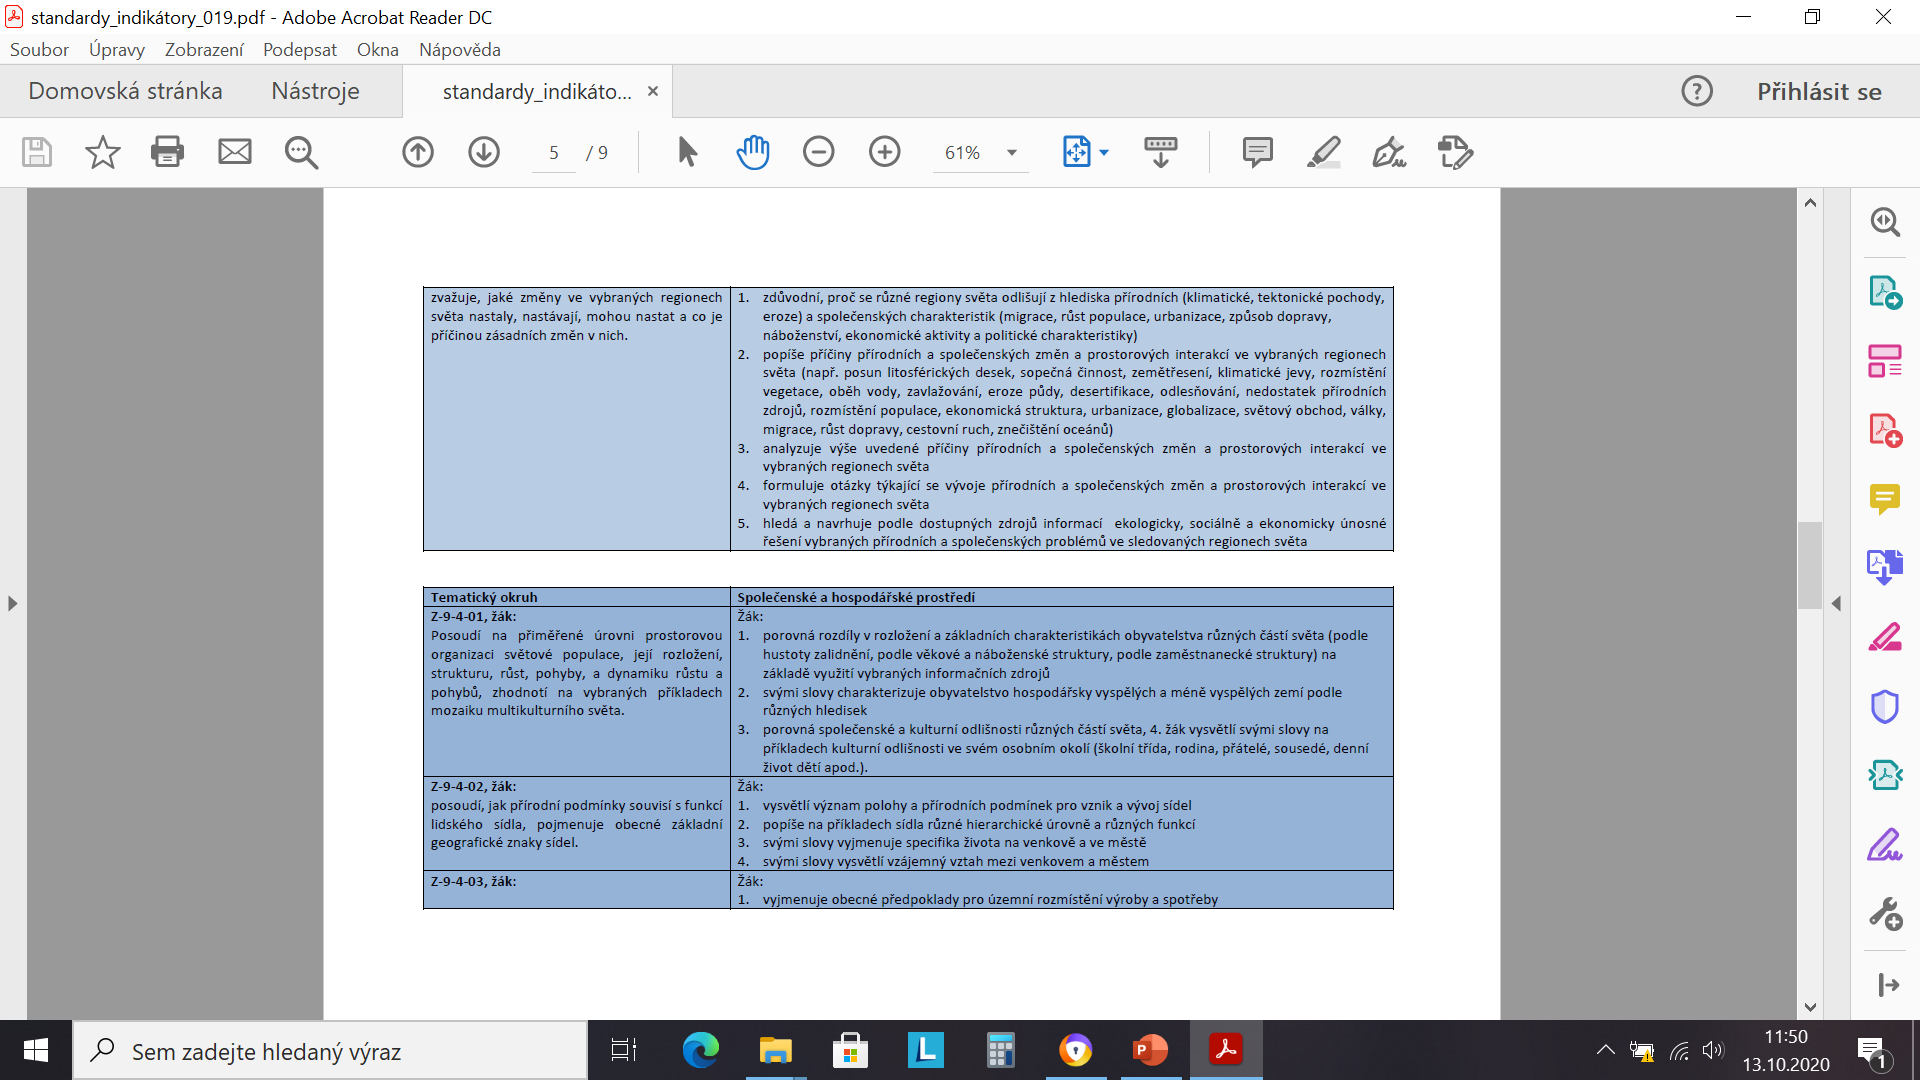 standardy_indikátory_019.pdf - Adobe Acrobat Reader DC
Soubor Úpravy Zobrazení Podepsat Okna Nápověda
Domovská stránka Nástroje standardy_indikáto... × Přihlásit se
5 / 9 61%
zvažuje, jaké změny ve vybraných regionech
světa nastaly, nastávají, mohou nastat a co je
příčinou zásadních změn v nich.
1. zdůvodní, proč se různé regiony světa odlišují z hlediska přírodních (klimatické, tektonické pochody,
eroze) a společenských charakteristik (migrace, růst populace, urbanizace, způsob dopravy,
náboženství, ekonomické aktivity a politické charakteristiky)
2. popíše příčiny přírodních a společenských změn a prostorových interakcí ve vybraných regionech
světa (např. posun litosférických desek, sopečná činnost, zemětřesení, klimatické jevy, rozmístění
vegetace, oběh vody, zavlažování, eroze půdy, desertifikace, odlesňování, nedostatek přírodních
zdrojů, rozmístění populace, ekonomická struktura, urbanizace, globalizace, světový obchod, války,
migrace, růst dopravy, cestovní ruch, znečištění oceánů)
3. analyzuje výše uvedené příčiny přírodních a společenských změn a prostorových interakcí ve
vybraných regionech světa
4. formuluje otázky týkající se vývoje přírodních a společenských změn a prostorových interakcí ve
vybraných regionech světa
5. hledá a navrhuje podle dostupných zdrojů informací ekologicky, sociálně a ekonomicky únosné
řešení vybraných přírodních a společenských problémů ve sledovaných regionech světa
Tematický okruh
Společenské a hospodářské prostředí
Z-9-4-01, žák:
Posoudí na přiměřené úrovni prostorovou
organizaci světové populace, její rozložení,
strukturu, růst, pohyby, a dynamiku růstu a
pohybů, zhodnotí na vybraných příkladech
mozaiku multikulturního světa.
Žák:
1. porovná rozdíly v rozložení a základních charakteristikách obyvatelstva různých částí světa (podle
hustoty zalidnění, podle věkové a náboženské struktury, podle zaměstnanecké struktury) na
základě využití vybraných informačních zdrojů
2. svými slovy charakterizuje obyvatelstvo hospodářsky vyspělých a méně vyspělých zemí podle
různých hledisek
3. porovná společenské a kulturní odlišnosti různých částí světa, 4. žák vysvětlí svými slovy na
příkladech kulturní odlišnosti ve svém osobním okolí (školní třída, rodina, přátelé, sousedé, denní
život dětí apod.).
Z-9-4-02, žák:
posoudí, jak přírodní podmínky souvisí s funkcí
lidského sídla, pojmenuje obecné základní
geografické znaky sídel.
Žák:
1. vysvětlí význam polohy a přírodních podmínek pro vznik a vývoj sídel
2. popíše na příkladech sídla různé hierarchické úrovně a různých funkcí
3. svými slovy vyjmenuje specifika života na venkově a ve městě
4. svými slovy vysvětlí vzájemný vztah mezi venkovem a městem
Z-9-4-03, žák:
Žák:
1. vyjmenuje obecné předpoklady pro územní rozmístění výroby a spotřeby
Sem zadejte hledaný výraz
11:50
13.10.2020
1